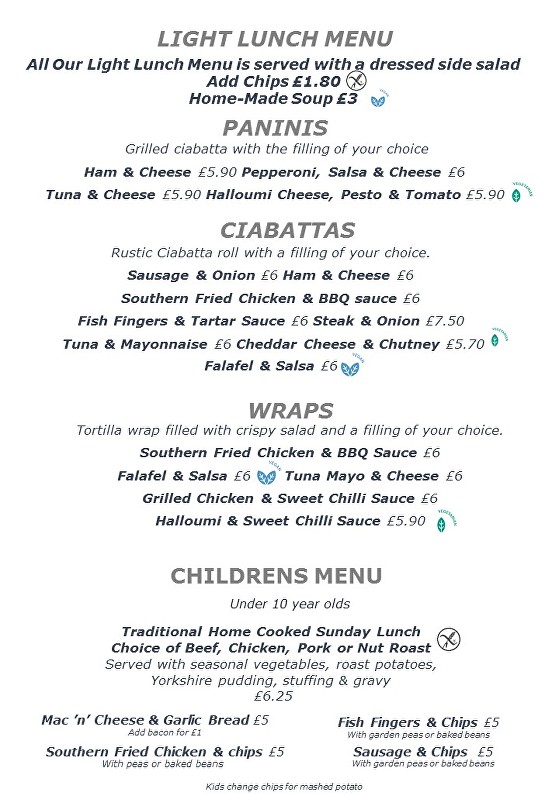 LIGHT LUNCH MENU
All Our Light Lunch Menu is served with a dressed side salad
Add Chips £1.80
Home-Made Soup £3
VEGAN
PANINIS
Grilled ciabatta with the filling of your choice
Ham & Cheese £5.90 Pepperoni, Salsa & Cheese £6
Tuna & Cheese £5.90 Halloumi Cheese, Pesto & Tomato £5.90
VEGETARIAN
CIABATTAS
Rustic Ciabatta roll with a filling of your choice.
Sausage & Onion £6 Ham & Cheese £6
Southern Fried Chicken & BBQ sauce £6
Fish Fingers & Tartar Sauce £6 Steak & Onion £7.50
Tuna & Mayonnaise £6 Cheddar Cheese & Chutney £5.70
VEGETARIAN
Falafel & Salsa £6
VEGAN
WRAPS
Tortilla wrap filled with crispy salad and a filling of your choice.
Southern Fried Chicken & BBQ Sauce £6
Falafel & Salsa £6 VEGAN Tuna Mayo & Cheese £6
Grilled Chicken & Sweet Chilli Sauce £6
Halloumi & Sweet Chilli Sauce £5.90
VEGETARIAN
CHILDRENS MENU
Under 10 year olds
Traditional Home Cooked Sunday Lunch
Choice of Beef, Chicken, Pork or Nut Roast
Served with seasonal vegetables, roast potatoes,
Yorkshire pudding, stuffing & gravy
£6.25
Mac ’n’ Cheese & Garlic Bread £5
Add bacon for £1
Fish Fingers & Chips £5
With garden peas or baked beans
Southern Fried Chicken & chips £5
With peas or baked beans
Sausage & Chips £5
With garden peas or baked beans
Kids change chips for mashed potato